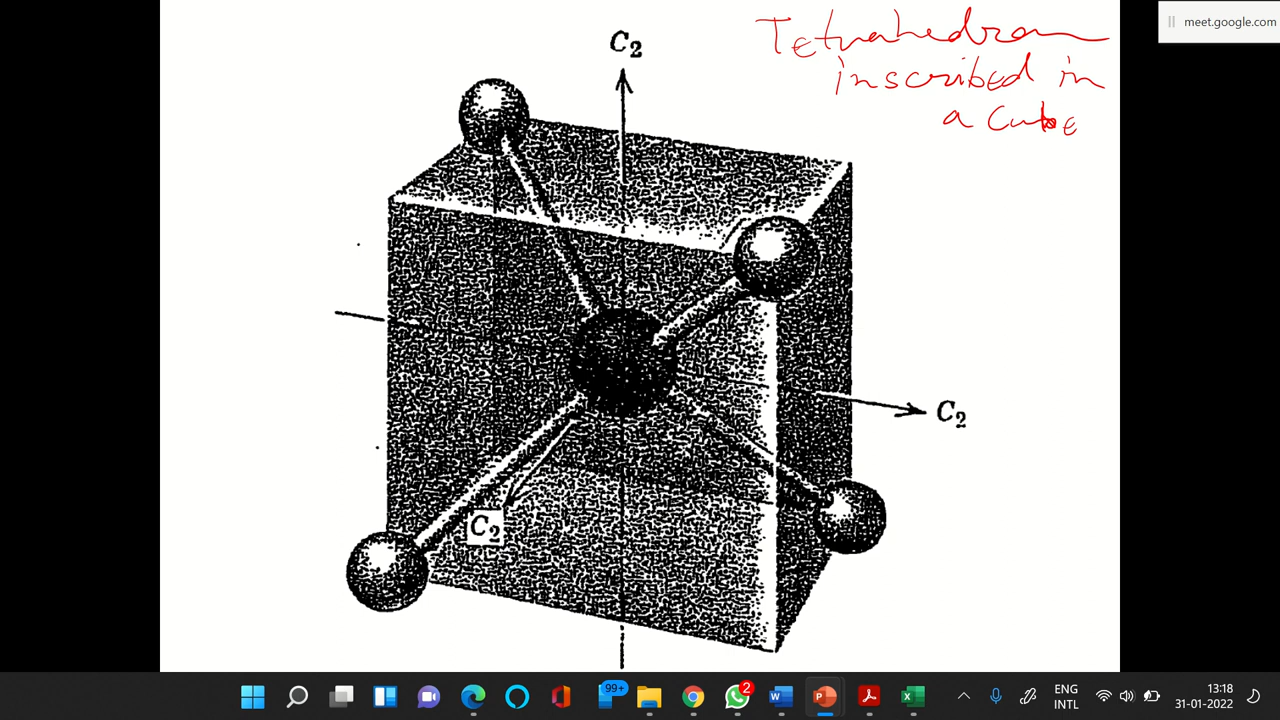 meet.google.com
Tetrahedron
inscribed in
a cube
C₂
C₂
C₂
99+
2
ENG
INTL
13:18
31-01-2022